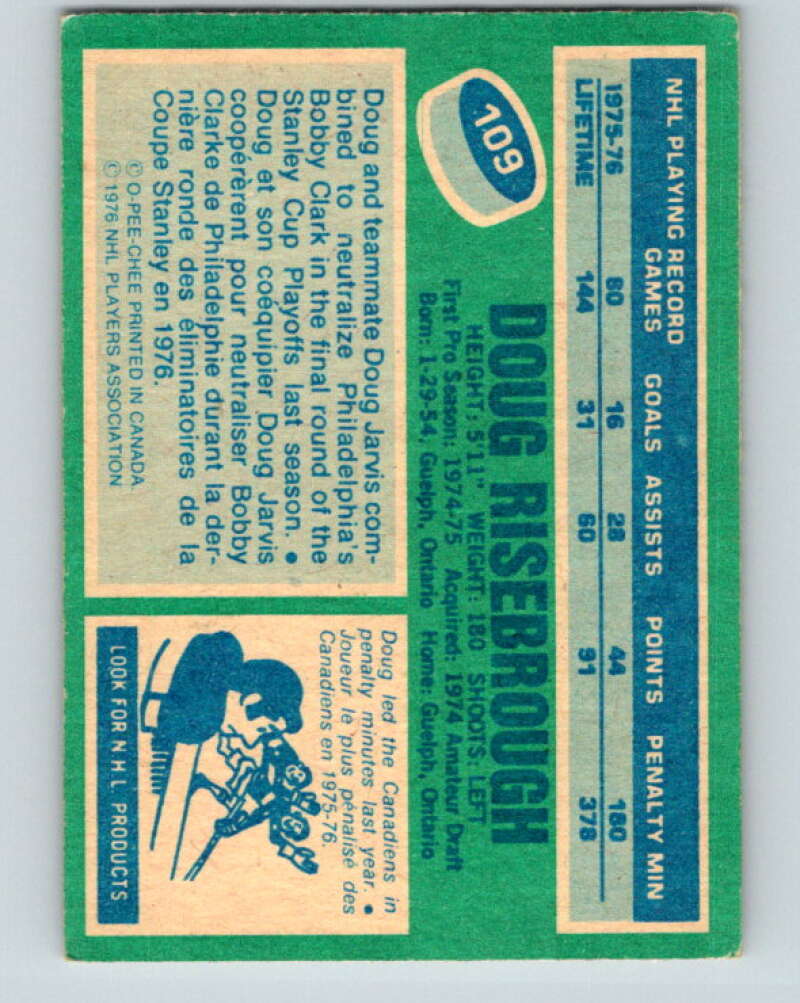 NHL PLAYING RECORD
GAMES GOALS ASSISTS POINTS PENALTY MIN
1975-76 80 16 28 44 180
LIFETIME 144 31 60 91 378
109
DOUG RISEBROUGH
HEIGHT: 5'11" WEIGHT: 180 SHOOTS: LEFT
First Pro Season: 1974-75 Acquired: 1974 Amateur Draft
Born: 1-29-54, Guelph, Ontario Home: Guelph, Ontario
Doug and teammate Doug Jarvis com-
bined to neutralize Philadelphia's
Bobby Clark in the final round of the
Stanley Cup Playoffs last season. •
Doug et son coéquipier Doug Jarvis
coopérèrent pour neutraliser Bobby
Clarke de Philadelphie durant la der-
nière ronde des éliminatoires de la
Coupe Stanley en 1976.
© O-PEE-CHEE PRINTED IN CANADA.
© 1976 NHL PLAYERS ASSOCIATION
Doug led the Canadiens in
penalty minutes last year. •
Joueur le plus pénalisé des
Canadiens en 1975-76.
LOOK FOR N.H.L. PRODUCTS